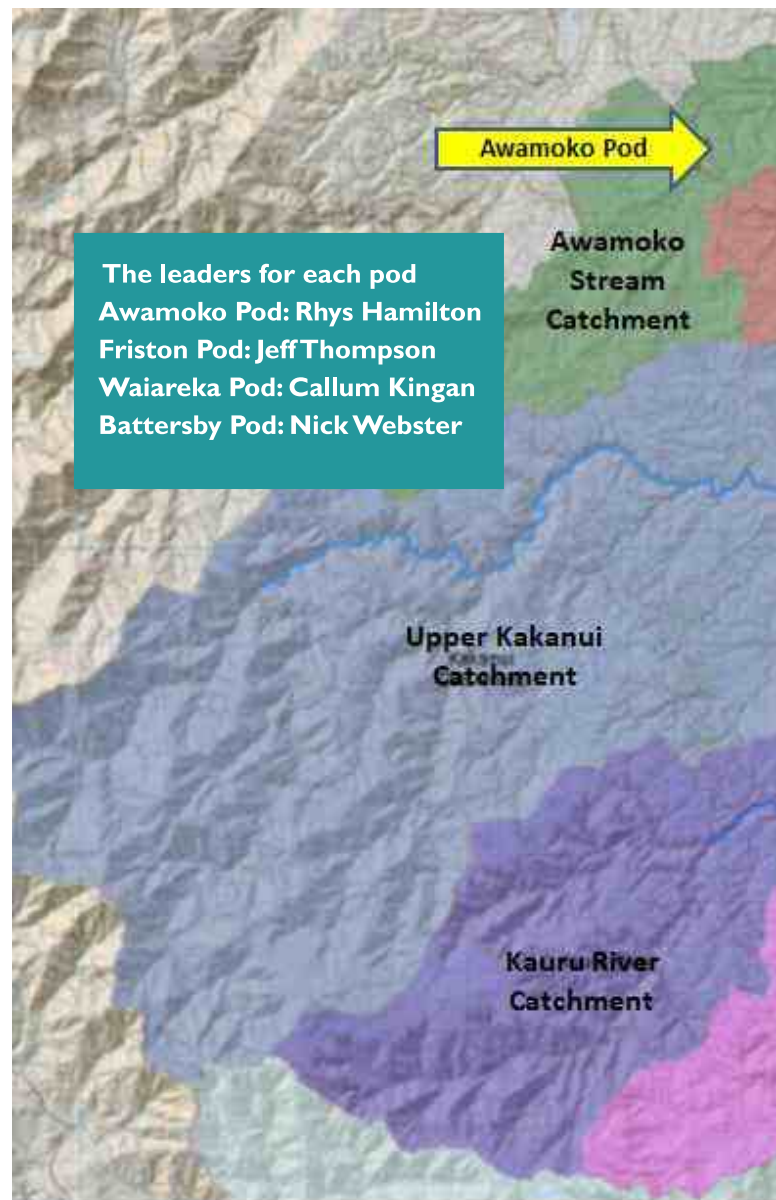 Awamoko Pod
Awamoko
Stream
Catchment
The leaders for each pod
Awamoko Pod: Rhys Hamilton
Friston Pod: Jeff Thompson
Waiareka Pod: Callum Kingan
Battersby Pod: Nick Webster
Upper Kakanui
Kakanui
Catchment
Kauru River
Catchment